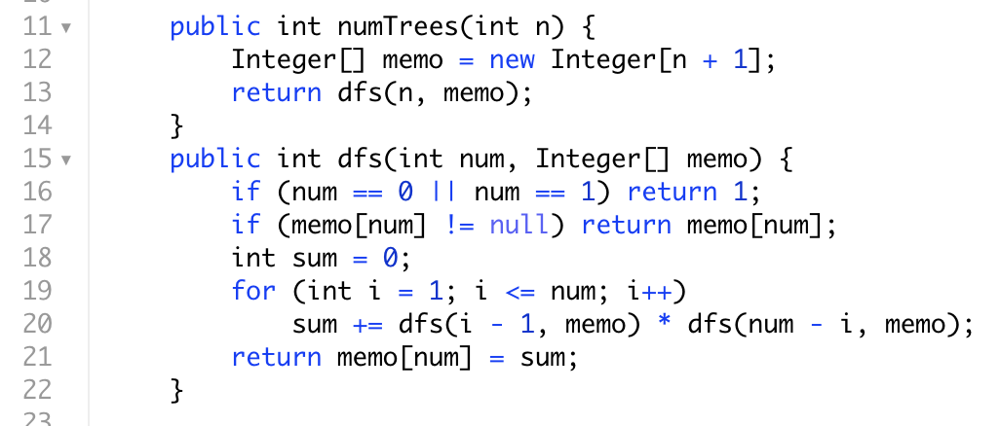 11 ▾ public int numTrees(int n) {
12 Integer[] memo = new Integer[n + 1];
13 return dfs(n, memo);
14 }
15 ▾ public int dfs(int num, Integer[] memo) {
16 if (num == 0 || num == 1) return 1;
17 if (memo[num] != null) return memo[num];
18 int sum = 0;
19 for (int i = 1; i <= num; i++)
20 sum += dfs(i - 1, memo) * dfs(num - i, memo);
21 return memo[num] = sum;
22 }
23